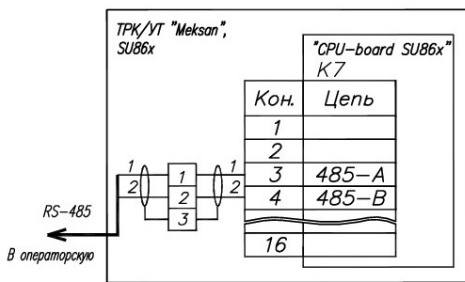 ТРК/УТ "Meksan",
SU86x
"CPU-board SU86x"
K7
Кон. Цепь
1
2
1 1 1 3 485-A
2 2 2 4 485-B
3
16
RS-485
В операторскую